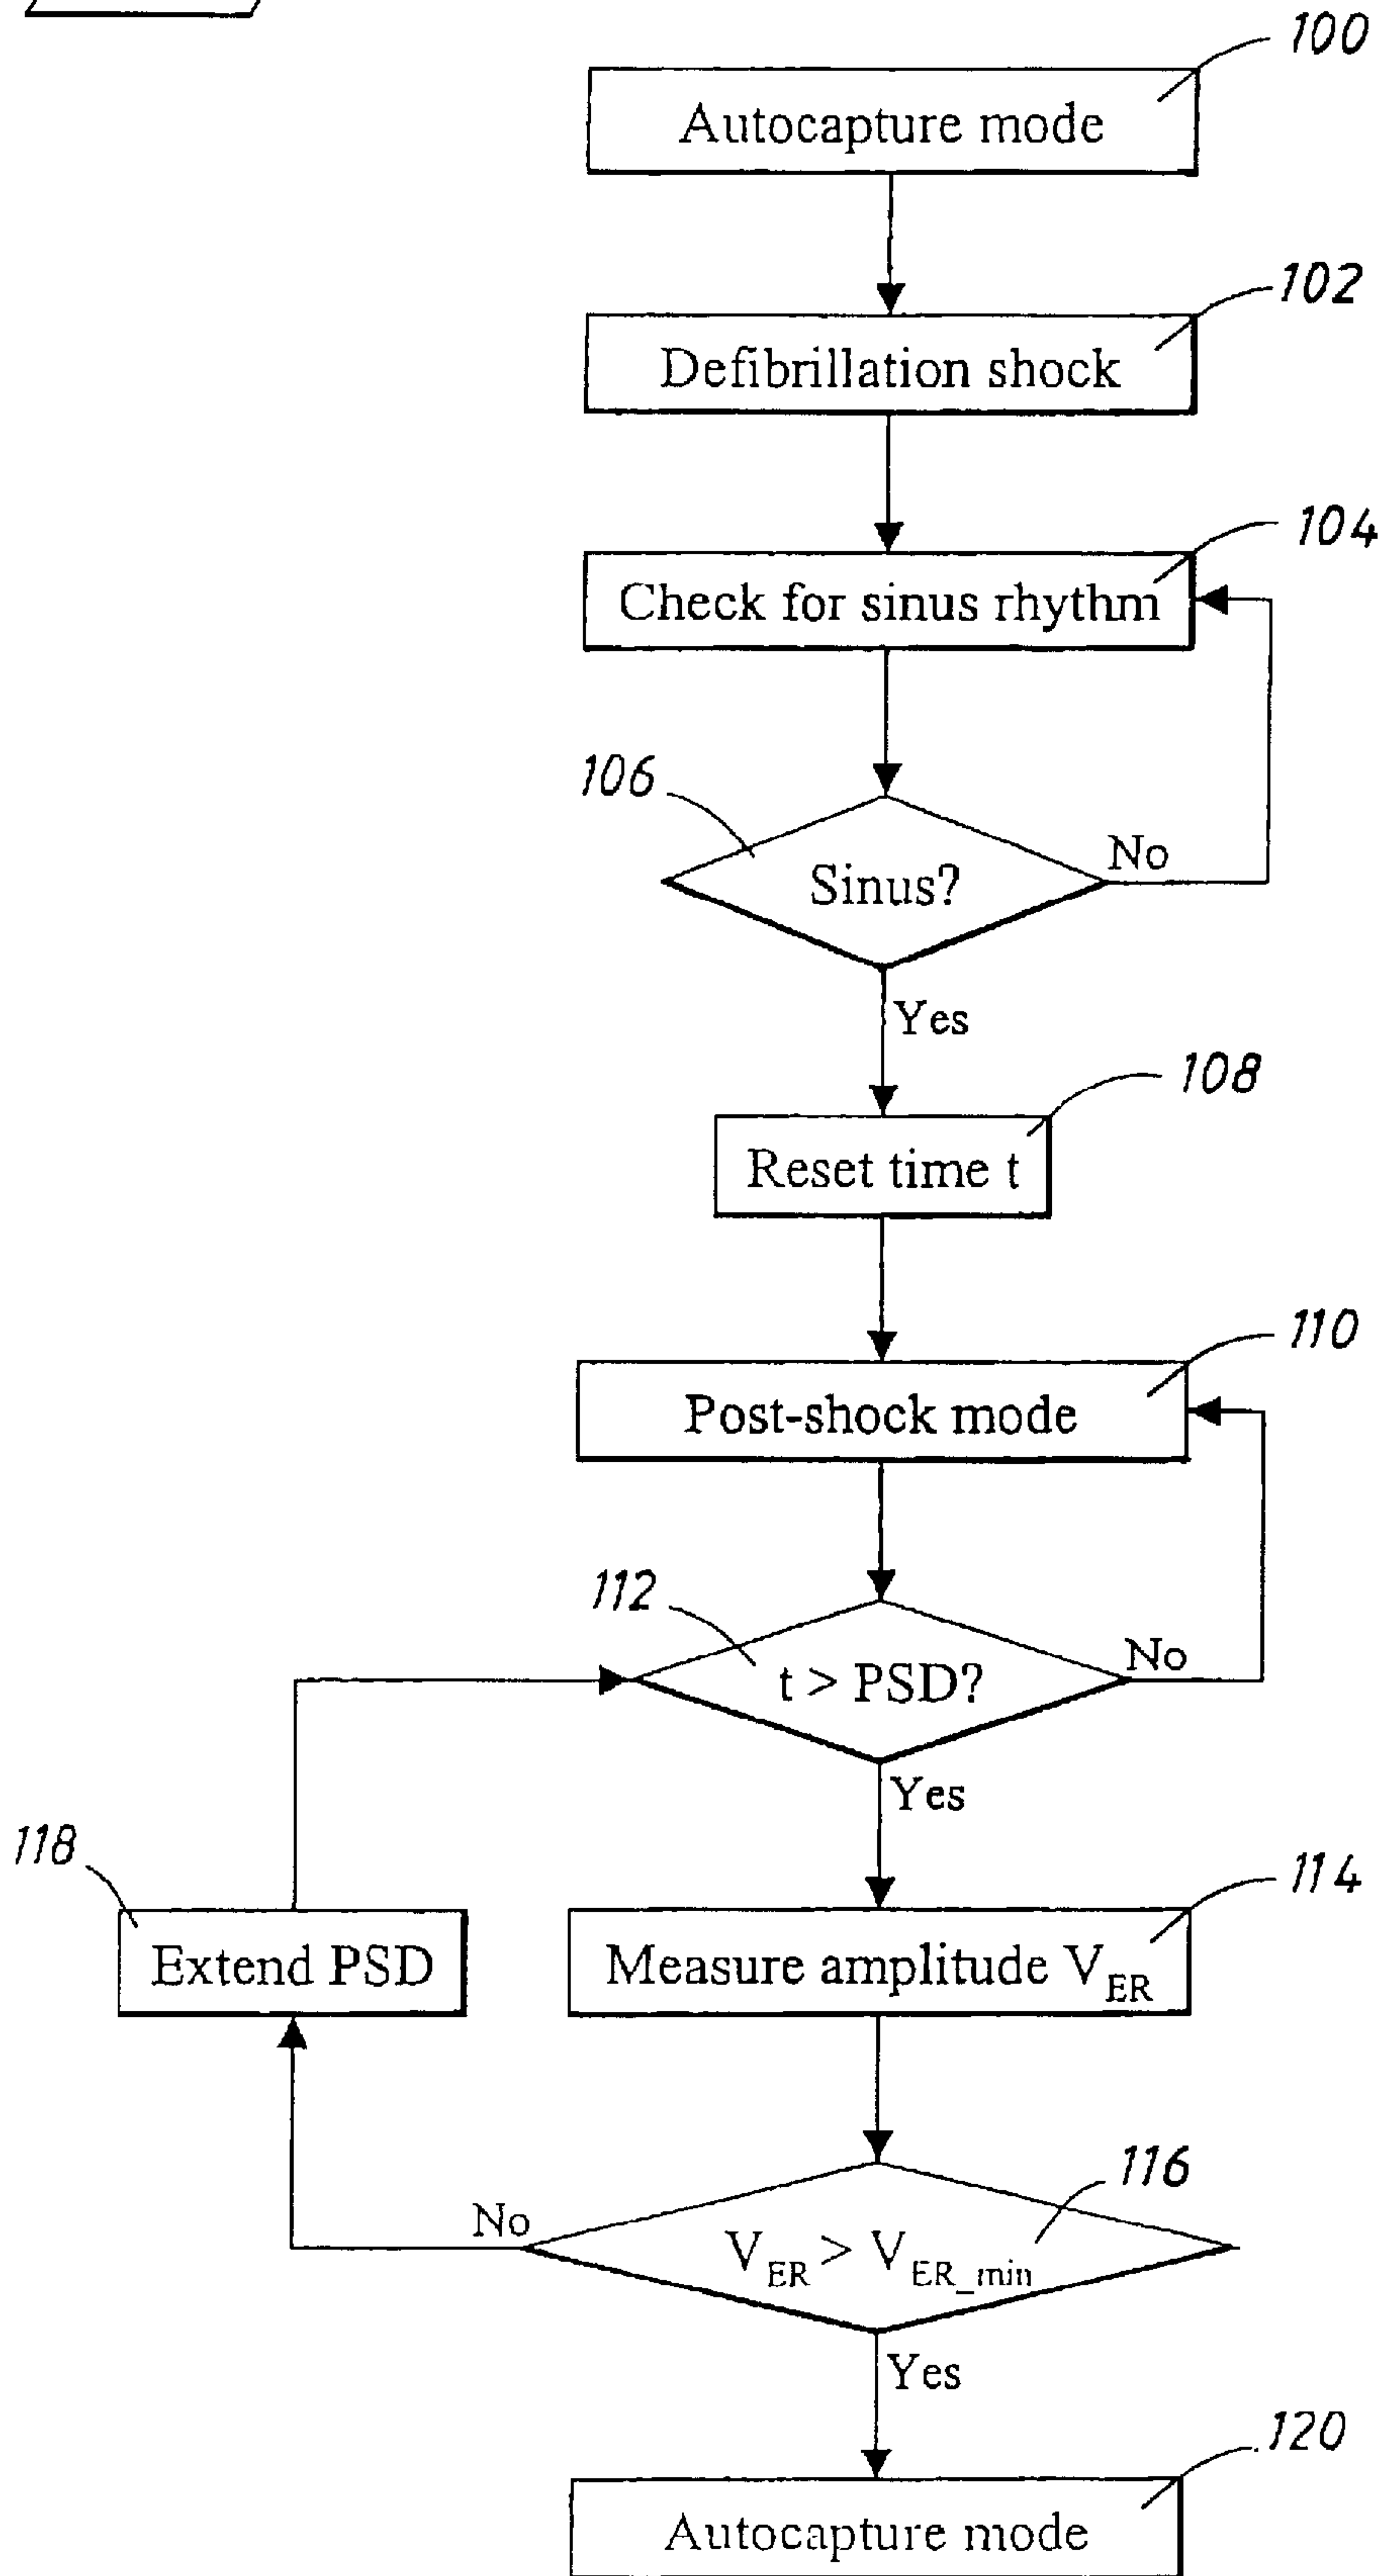 100
Autocapture mode
102
Defibrillation shock
104
Check for sinus rhythm
106
Sinus?
No
Yes
108
Reset time t
110
Post-shock mode
112
t > PSD?
No
Yes
118
114
Extend PSD
Measure amplitude V_ER
116
No
V_ER > V_ER_min
Yes
120
Autocapture mode